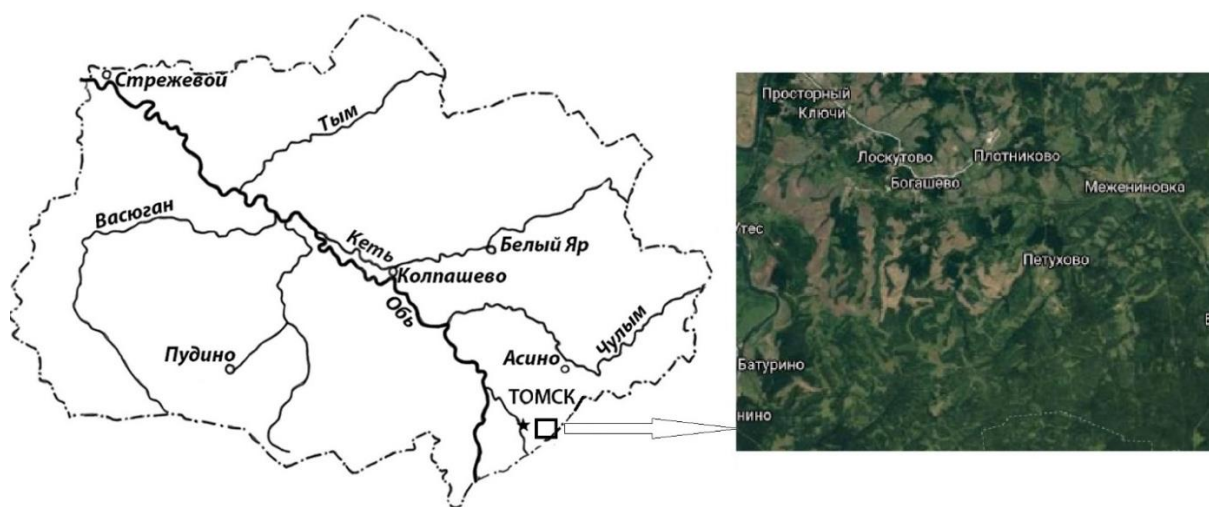 Стрежевой
Тым
Васюган
Кеть
Белый Яр
Колпашево
Обь
Чулым
Пудино
Асино
ТОМСК
Просторный
Ключи
Лоскутово
Плотниково
Богашево
Межениновка
Утес
Петухово
Батурино
нино